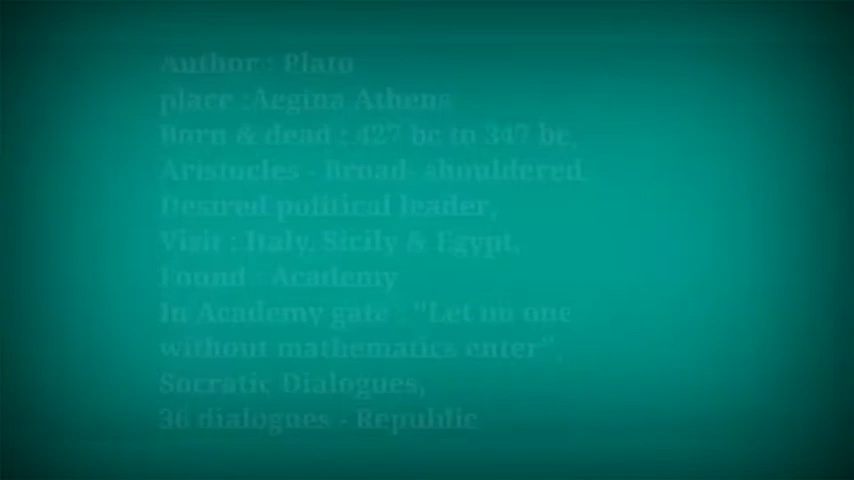 Author : Plato
place :Aegina Athens
Born & dead : 427 bc to 347 bc,
Aristocles - Broad- shouldered
Desired political leader,
Visit : Italy, Sicily & Egypt,
Found : Academy
In Academy gate : "Let no one
without mathematics enter",
Socratic Dialogues,
36 dialogues - Republic